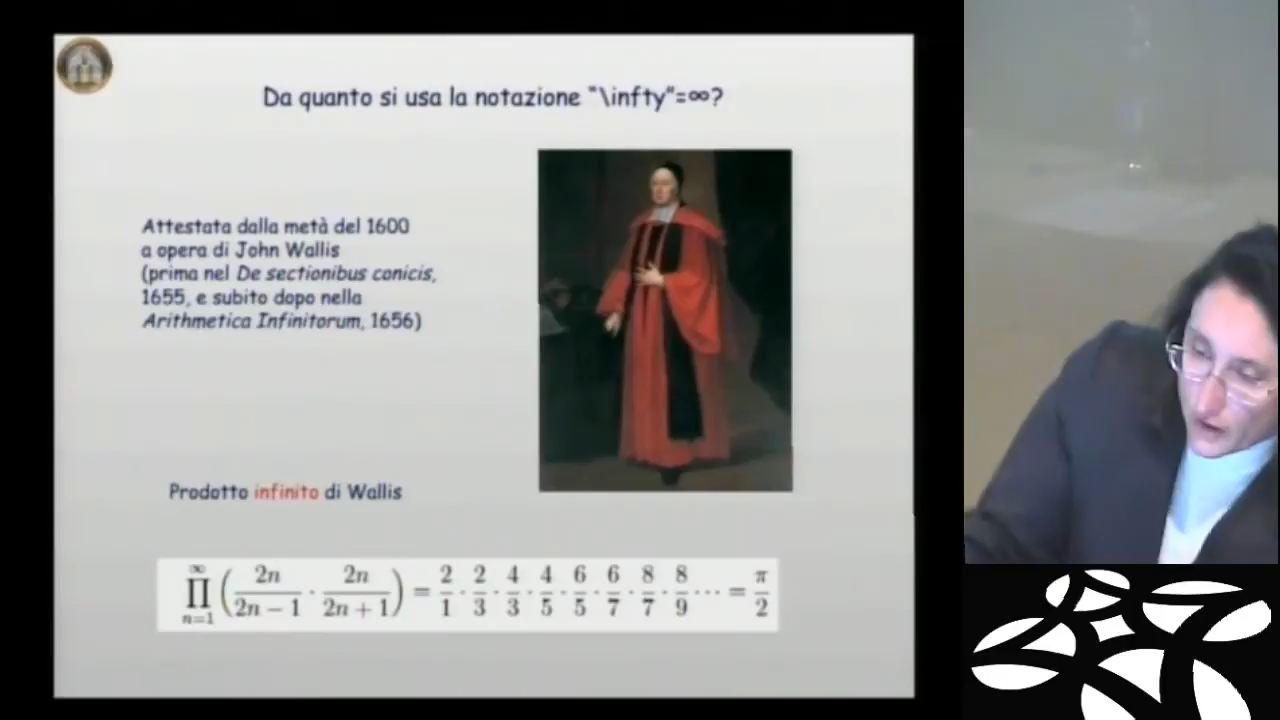 Da quanto si usa la notazione “\infty”=∞?
Attestata dalla metà del 1600
a opera di John Wallis
(prima nel De sectionibus conicis,
1655, e subito dopo nella
Arithmetica Infinitorum, 1656)
Prodotto infinito di Wallis
∏_{n=1}^{∞} (2n/(2n − 1) · 2n/(2n + 1)) = 2/1 · 2/3 · 4/3 · 4/5 · 6/5 · 6/7 · 8/7 · 8/9 ··· = π/2